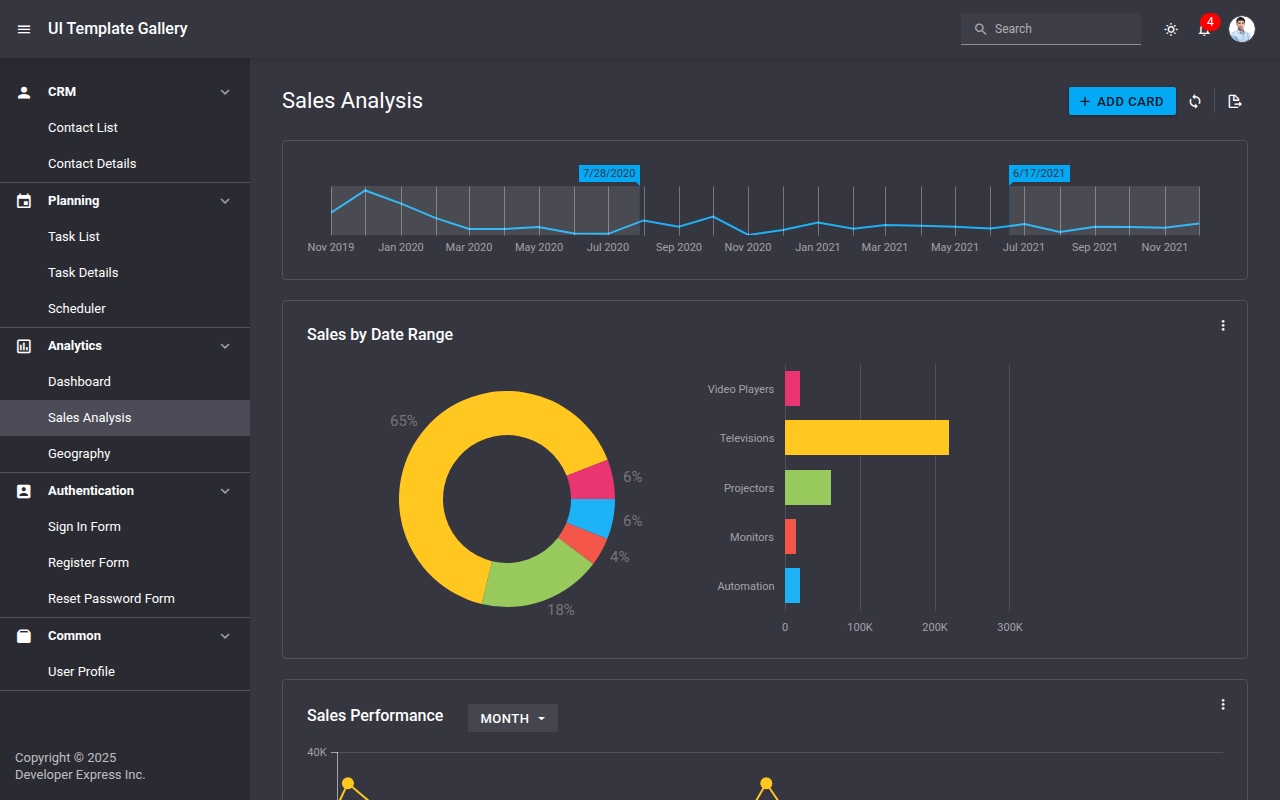 UI Template Gallery
Search
4
CRM
Contact List
Contact Details
Planning
Task List
Task Details
Scheduler
Analytics
Dashboard
Sales Analysis
Geography
Authentication
Sign In Form
Register Form
Reset Password Form
Common
User Profile
Copyright © 2025
Developer Express Inc.
Sales Analysis
+ ADD CARD
7/28/2020
6/17/2021
Nov 2019 Jan 2020 Mar 2020 May 2020 Jul 2020 Sep 2020 Nov 2020 Jan 2021 Mar 2021 May 2021 Jul 2021 Sep 2021 Nov 2021
Sales by Date Range
65%
6%
6%
4%
18%
Video Players
Televisions
Projectors
Monitors
Automation
0 100K 200K 300K
Sales Performance
MONTH
40K